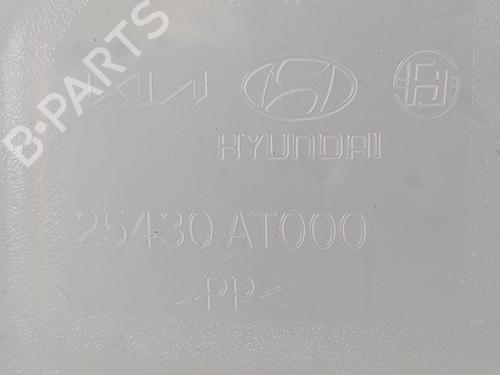 KIA
HYUNDAI
25430-AT000
>PP<
B-PARTS